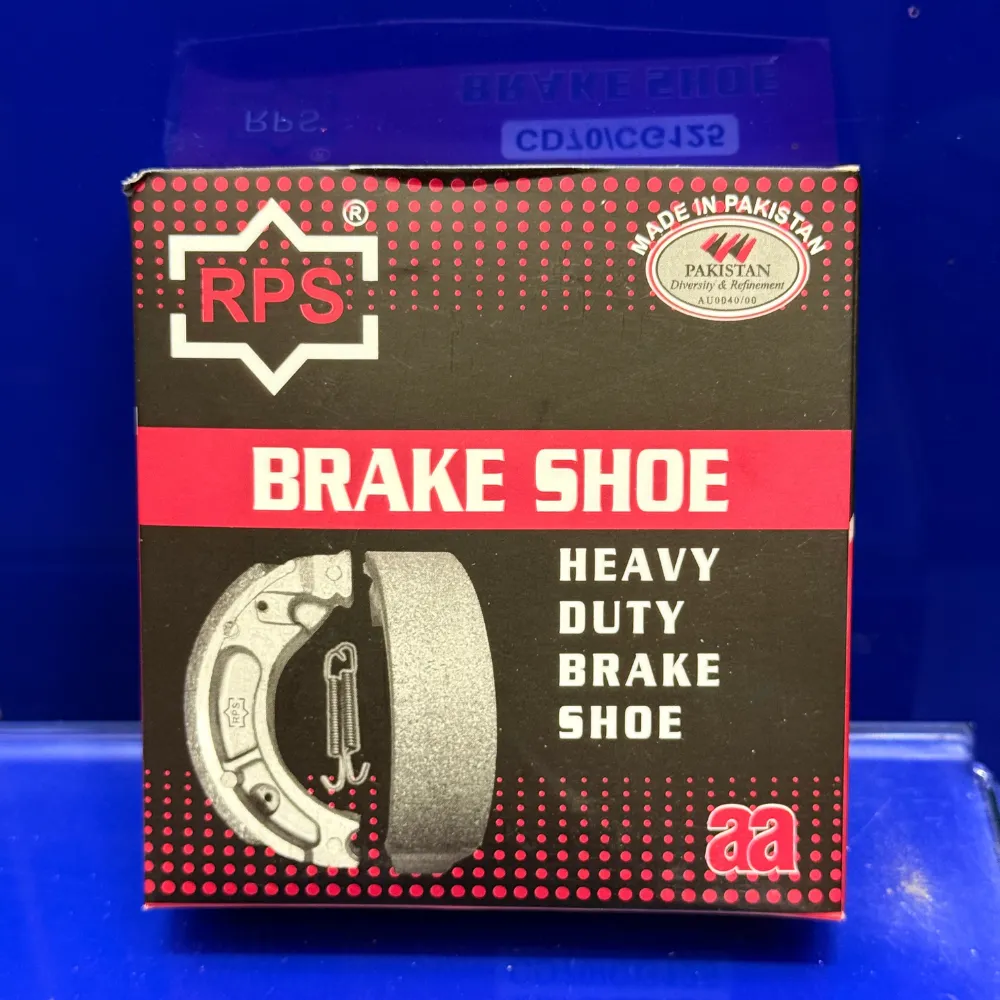 BRAKE SHOE
RPS
CD70/CG125
RPS
®
MADE IN PAKISTAN
PAKISTAN
Diversity & Refinement
AU0040/00
BRAKE SHOE
HEAVY
DUTY
BRAKE
SHOE
RPS
aa